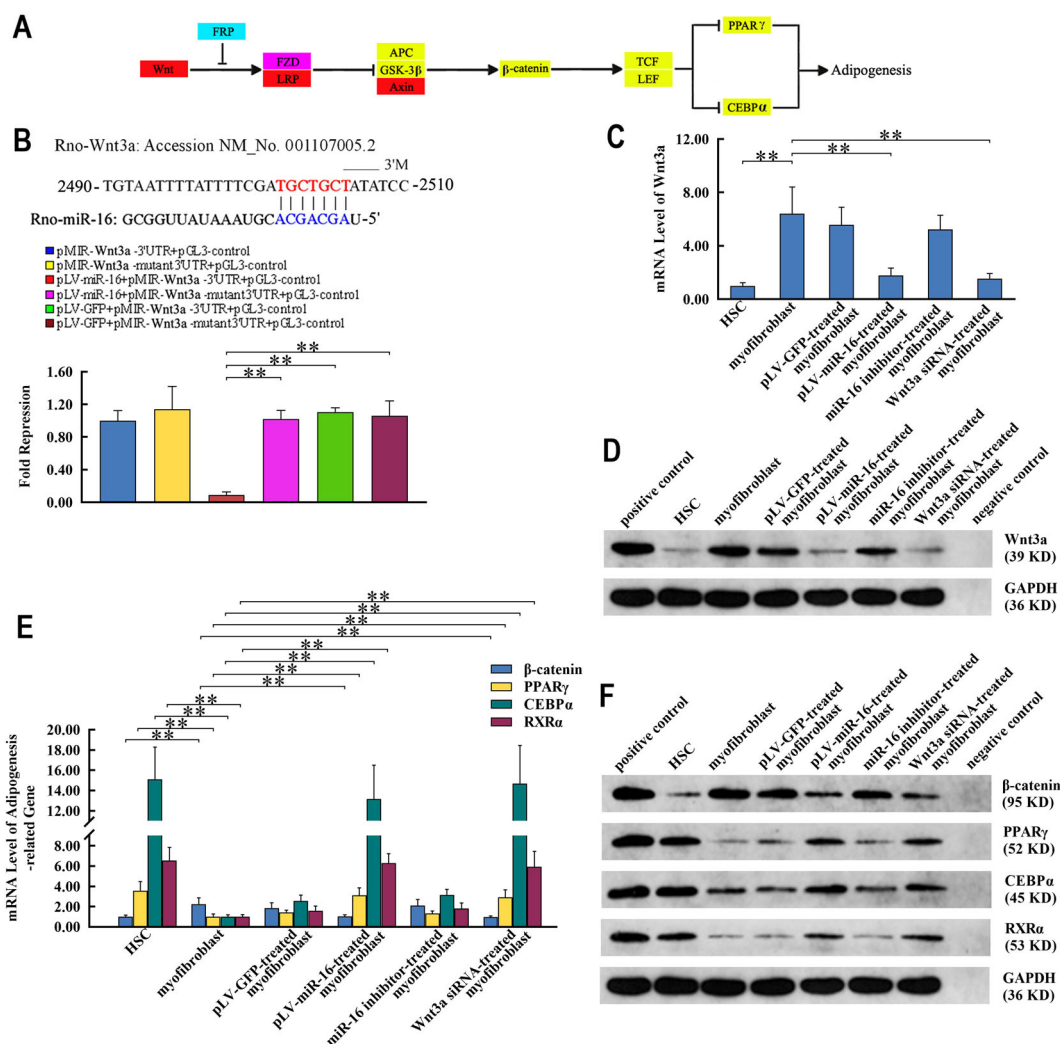 A
FRP
Wnt
FZD
LRP
APC
GSK-3β
Axin
β-catenin
TCF
LEF
PPARγ
CEBPα
Adipogenesis
B
Rno-Wnt3a: Accession NM_No. 001107005.2
3'M
2490-TGTAATTTTATTTTCGATGCTGCTATATCC-2510
Rno-miR-16: GCGGUUAUAAAUGCACGACGAU-5'
pMIR-Wnt3a -3'UTR+pGL3-control
pMIR-Wnt3a -mutant3'UTR+pGL3-control
pLV-miR-16+pMIR-Wnt3a -3'UTR+pGL3-control
pLV-miR-16+pMIR-Wnt3a -mutant3'UTR+pGL3-control
pLV-GFP+pMIR-Wnt3a -3'UTR+pGL3-control
pLV-GFP+pMIR-Wnt3a -mutant3'UTR+pGL3-control
Fold Repression
1.60
1.20
0.80
0.40
0.00
**
**
**
C
mRNA Level of Wnt3a
12.00
8.00
4.00
0.00
**
**
**
HSC
myofibroblast
pLV-GFP-treated
myofibroblast
pLV-miR-16-treated
myofibroblast
miR-16 inhibitor-treated
myofibroblast
Wnt3a siRNA-treated
myofibroblast
D
positive control
HSC
myofibroblast
pLV-GFP-treated
myofibroblast
pLV-miR-16-treated
myofibroblast
miR-16 inhibitor-treated
myofibroblast
Wnt3a siRNA-treated
myofibroblast
negative control
Wnt3a
(39 KD)
GAPDH
(36 KD)
E
mRNA Level of Adipogenesis
-related Gene
20.00
18.00
16.00
14.00
12.00
10.00
8.00
6.00
4.00
2.00
0.00
**
**
**
**
**
**
**
**
**
**
**
**
β-catenin
PPARγ
CEBPα
RXRα
HSC
myofibroblast
pLV-GFP-treated
myofibroblast
pLV-miR-16-treated
myofibroblast
miR-16 inhibitor-treated
myofibroblast
Wnt3a siRNA-treated
myofibroblast
F
positive control
HSC
myofibroblast
pLV-GFP-treated
myofibroblast
pLV-miR-16-treated
myofibroblast
miR-16 inhibitor-treated
myofibroblast
Wnt3a siRNA-treated
myofibroblast
negative control
β-catenin
(95 KD)
PPARγ
(52 KD)
CEBPα
(45 KD)
RXRα
(53 KD)
GAPDH
(36 KD)